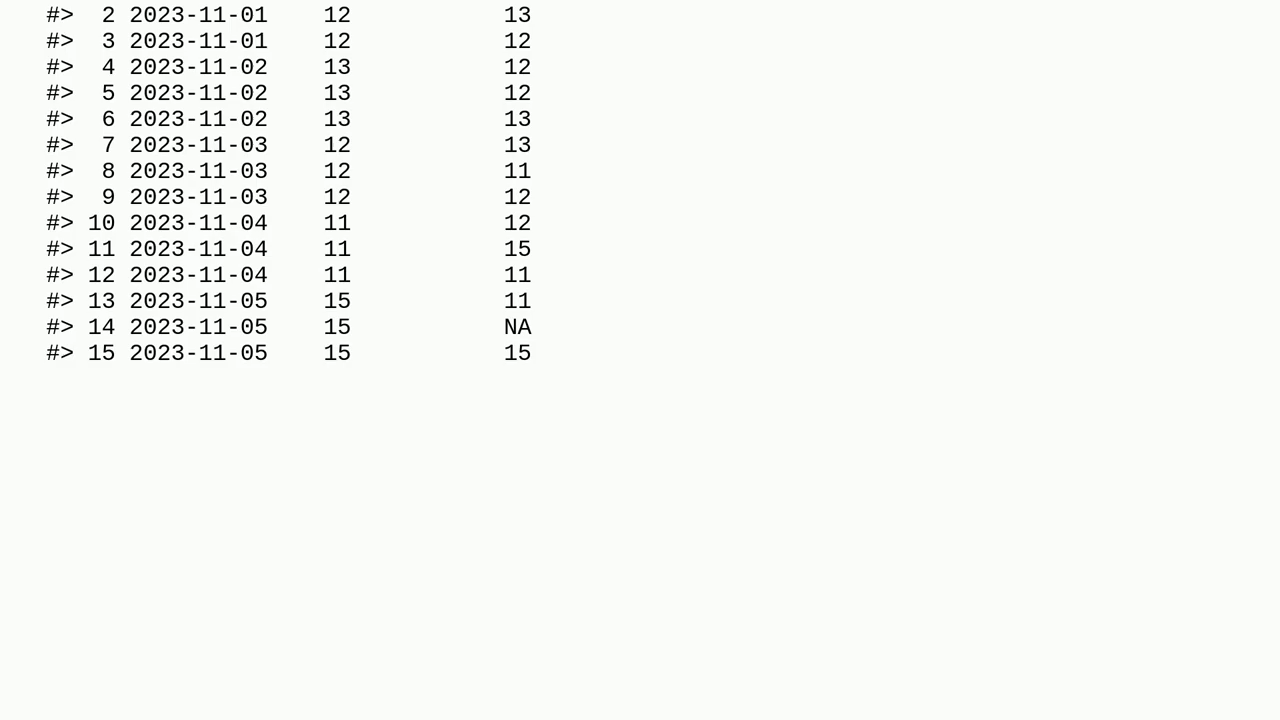 #>  2 2023-11-01    12           13
#>  3 2023-11-01    12           12
#>  4 2023-11-02    13           12
#>  5 2023-11-02    13           12
#>  6 2023-11-02    13           13
#>  7 2023-11-03    12           13
#>  8 2023-11-03    12           11
#>  9 2023-11-03    12           12
#> 10 2023-11-04    11           12
#> 11 2023-11-04    11           15
#> 12 2023-11-04    11           11
#> 13 2023-11-05    15           11
#> 14 2023-11-05    15           NA
#> 15 2023-11-05    15           15